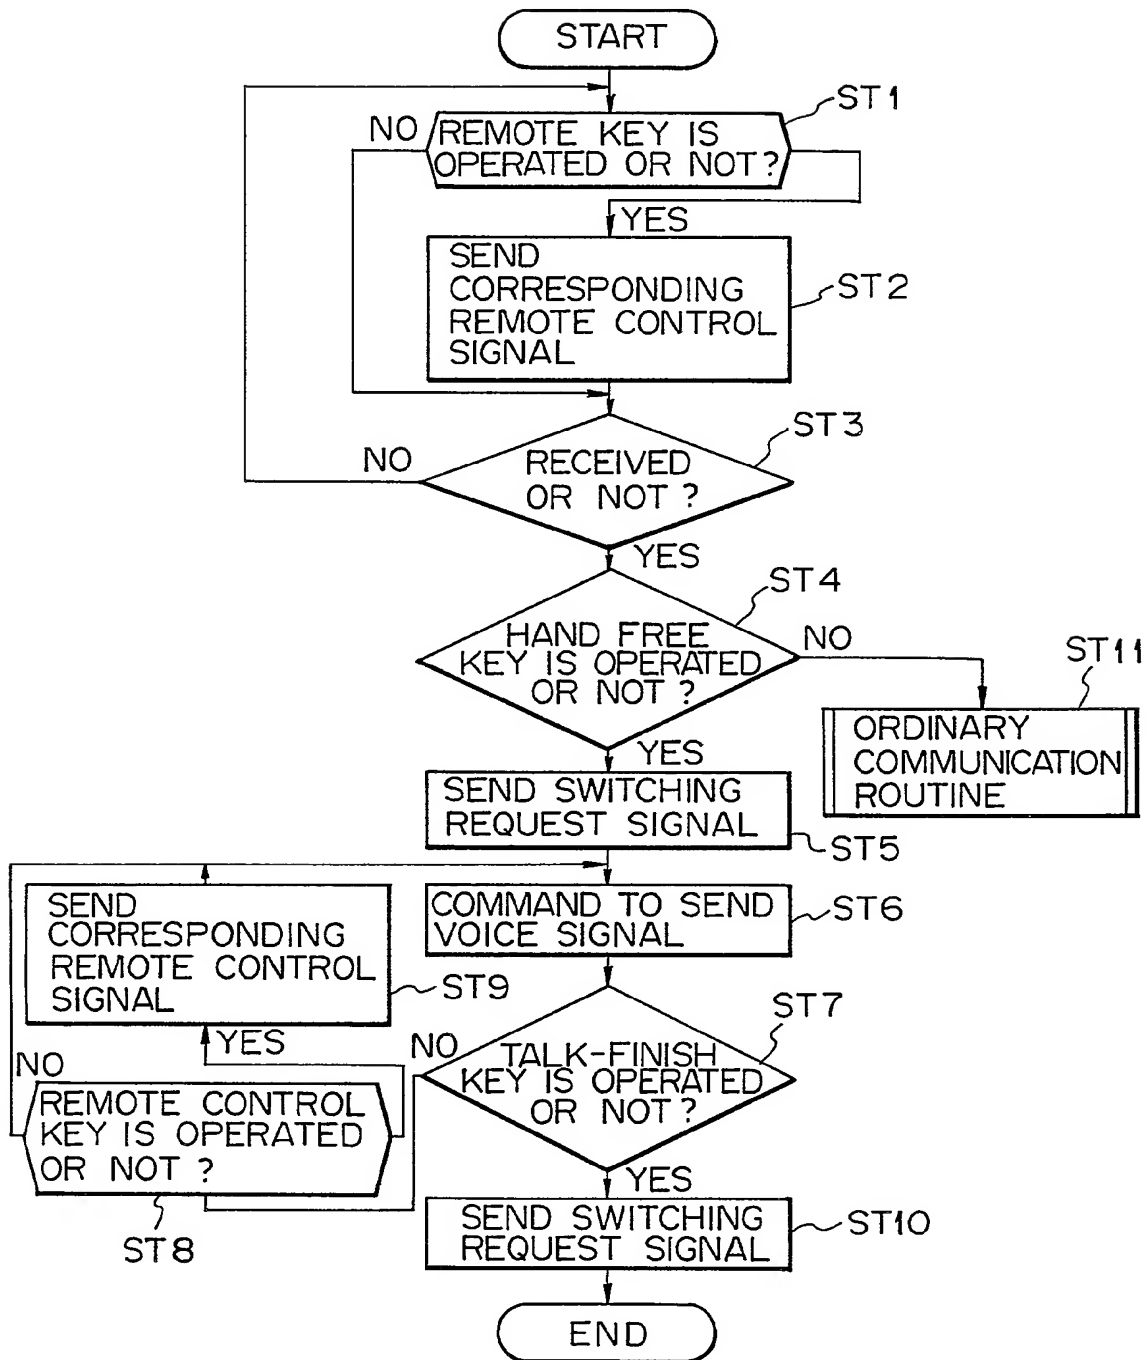 START
ST1
NO
REMOTE KEY IS
OPERATED OR NOT?
YES
SEND
CORRESPONDING
REMOTE CONTROL
SIGNAL
ST2
ST3
NO
RECEIVED
OR NOT?
YES
ST4
HAND FREE
KEY IS OPERATED
OR NOT?
NO
ST11
ORDINARY
COMMUNICATION
ROUTINE
YES
SEND SWITCHING
REQUEST SIGNAL
ST5
COMMAND TO SEND
VOICE SIGNAL
ST6
SEND
CORRESPONDING
REMOTE CONTROL
SIGNAL
ST9
ST7
NO
TALK-FINISH
KEY IS OPERATED
OR NOT?
YES
NO
REMOTE CONTROL
KEY IS OPERATED
OR NOT?
ST8
YES
SEND SWITCHING
REQUEST SIGNAL
ST10
END